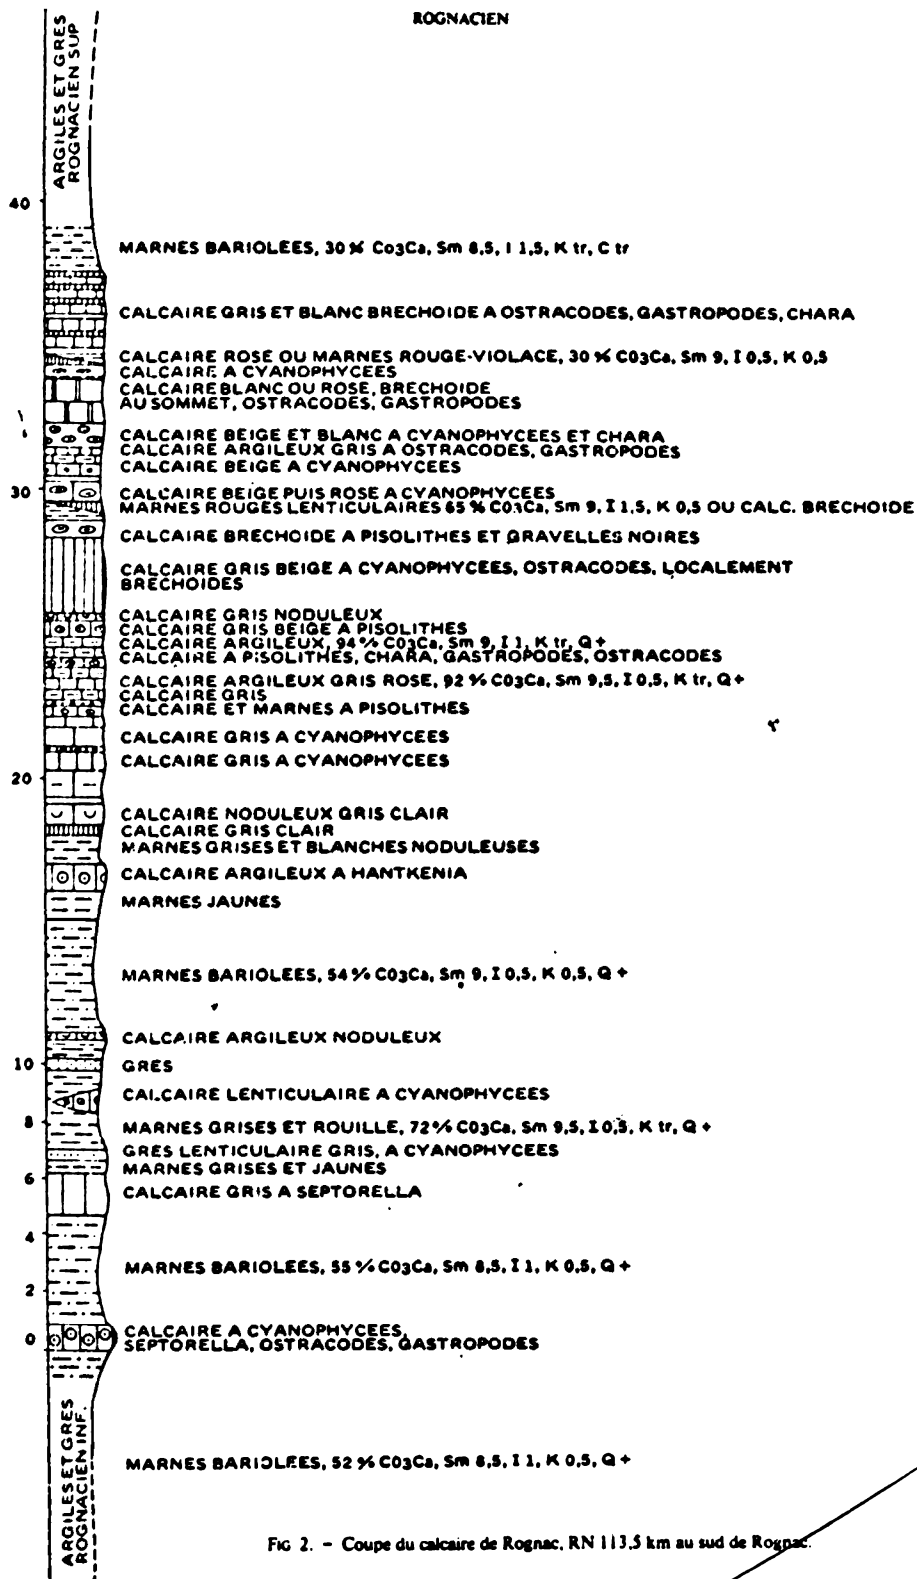 ROGNACIEN
ARGILES ET GRES
ROGNACIEN SUP
40
MARNES BARIOLEES, 30 % Co3Ca, Sm 8,5, I 1,5, K tr, C tr
CALCAIRE GRIS ET BLANC BRECHOIDE A OSTRACODES, GASTROPODES, CHARA
CALCAIRE ROSE OU MARNES ROUGE-VIOLACE, 30 % CO3Ca, Sm 9, I 0,5, K 0,5
CALCAIRE A CYANOPHYCEES
CALCAIRE BLANC OU ROSE, BRECHOIDE
AU SOMMET, OSTRACODES, GASTROPODES
CALCAIRE BEIGE ET BLANC A CYANOPHYCEES ET CHARA
CALCAIRE ARGILEUX GRIS A OSTRACODES, GASTROPODES
CALCAIRE BEIGE A CYANOPHYCEES
30
CALCAIRE BEIGE PUIS ROSE A CYANOPHYCEES
MARNES ROUGES LENTICULAIRES 65 % CO3Ca, Sm 9, I 1,5, K 0,5 OU CALC. BRECHOIDE
CALCAIRE BRECHOIDE A PISOLITHES ET GRAVELLES NOIRES
CALCAIRE GRIS BEIGE A CYANOPHYCEES, OSTRACODES, LOCALEMENT
BRECHOIDES
CALCAIRE GRIS NODULEUX
CALCAIRE GRIS BEIGE A PISOLITHES
CALCAIRE ARGILEUX, 94 % CO3Ca, Sm 9, I 1, K tr, Q +
CALCAIRE A PISOLITHES, CHARA, GASTROPODES, OSTRACODES
CALCAIRE ARGILEUX GRIS ROSE, 92 % CO3Ca, Sm 9,5, I 0,5, K tr, Q +
CALCAIRE GRIS
CALCAIRE ET MARNES A PISOLITHES
CALCAIRE GRIS A CYANOPHYCEES
CALCAIRE GRIS A CYANOPHYCEES
20
CALCAIRE NODULEUX GRIS CLAIR
CALCAIRE GRIS CLAIR
MARNES GRISES ET BLANCHES NODULEUSES
CALCAIRE ARGILEUX A HANTKENIA
MARNES JAUNES
MARNES BARIOLEES, 54 % CO3Ca, Sm 9, I 0,5, K 0,5, Q +
CALCAIRE ARGILEUX NODULEUX
10
GRES
CALCAIRE LENTICULAIRE A CYANOPHYCEES
8
MARNES GRISES ET ROUILLE, 72 % CO3Ca, Sm 9,5, I 0,5, K tr, Q +
GRES LENTICULAIRE GRIS, A CYANOPHYCEES
MARNES GRISES ET JAUNES
6
CALCAIRE GRIS A SEPTORELLA
4
MARNES BARIOLEES, 55 % CO3Ca, Sm 8,5, I 1, K 0,5, Q +
2
0
CALCAIRE A CYANOPHYCEES,
SEPTORELLA, OSTRACODES, GASTROPODES
ARGILES ET GRES
ROGNACIEN INF.
MARNES BARIOLEES, 52 % CO3Ca, Sm 8,5, I 1, K 0,5, Q +
FIG 2. – Coupe du calcaire de Rognac, RN 113,5 km au sud de Rognac.